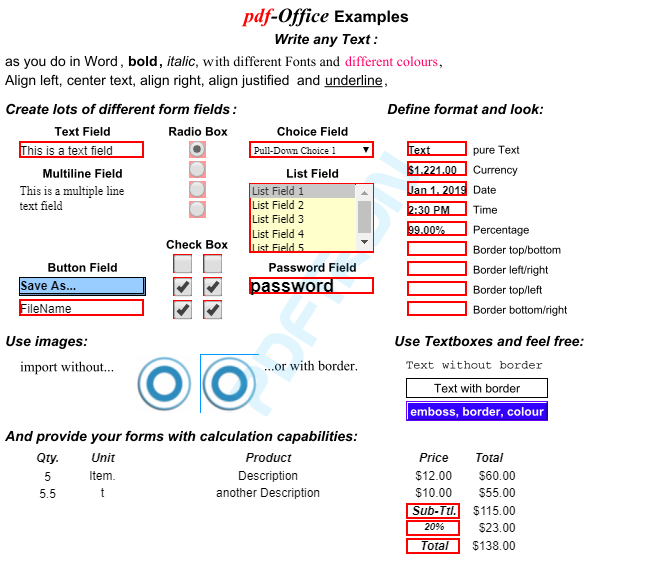 pdf-Office Examples
Write any Text :
as you do in Word , bold, italic, with different Fonts and different colours,
Align left, center text, align right, align justified and underline,
Create lots of different form fields :
Define format and look:
Text Field
Radio Box
Choice Field
This is a text field
Pull-Down Choice 1
Text
pure Text
Multiline Field
List Field
$1,221.00
Currency
This is a multiple line
text field
List Field 1
List Field 2
List Field 3
List Field 4
List Field 5
Jan 1, 2019
Date
2:30 PM
Time
99.00%
Percentage
Check Box
Border top/bottom
Button Field
Password Field
Border left/right
Save As...
password
Border top/left
FileName
Border bottom/right
Use images:
Use Textboxes and feel free:
import without...
...or with border.
Text without border
Text with border
emboss, border, colour
And provide your forms with calculation capabilities:
Qty. Unit Product Price Total
5 Item. Description $12.00 $60.00
5.5 t another Description $10.00 $55.00
Sub-Ttl. $115.00
20% $23.00
Total $138.00